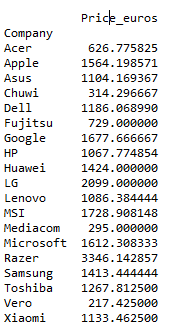 Price_euros
Company
Acer 626.775825
Apple 1564.198571
Asus 1104.169367
Chuwi 314.296667
Dell 1186.068990
Fujitsu 729.000000
Google 1677.666667
HP 1067.774854
Huawei 1424.000000
LG 2099.000000
Lenovo 1086.384444
MSI 1728.908148
Mediacom 295.000000
Microsoft 1612.308333
Razer 3346.142857
Samsung 1413.444444
Toshiba 1267.812500
Vero 217.425000
Xiaomi 1133.462500